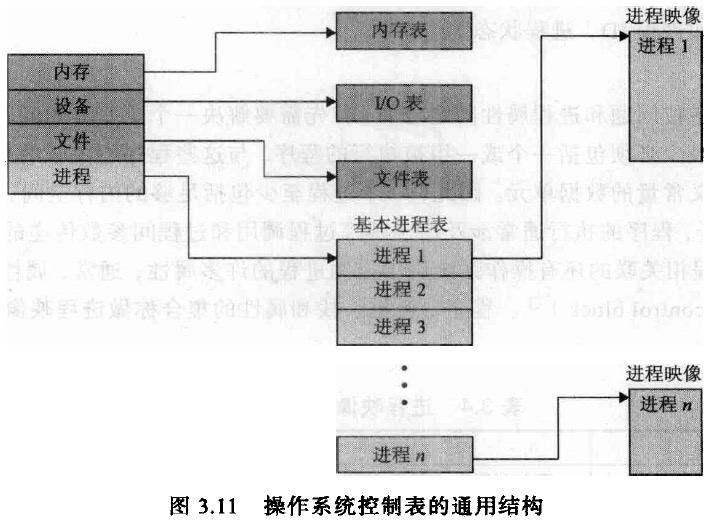 内存
设备
文件
进程
内存表
I/O 表
文件表
基本进程表
进程 1
进程 2
进程 3
进程 n
进程映像
进程 1
进程映像
进程 n
图 3.11 操作系统控制表的通用结构